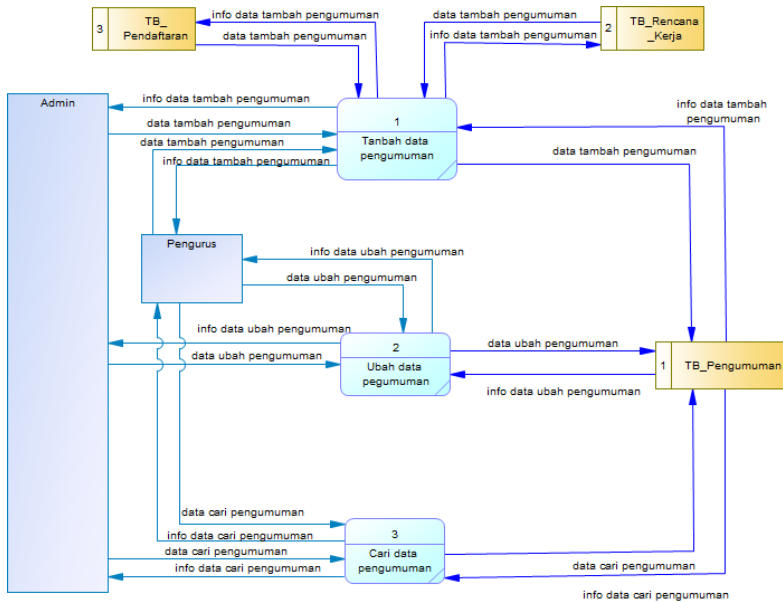 info data tambah pengumuman
3
TB_
Pendaftaran
data tambah pengumuman
data tambah pengumuman
2
TB_Rencana
_Kerja
info data tambah pengumuman
Admin
info data tambah pengumuman
data tambah pengumuman
data tambah pengumuman
info data tambah pengumuman
1
Tanbah data
pengumuman
info data tambah
pengumuman
data tambah pengumuman
Pengurus
info data ubah pengumuman
data ubah pengumuman
info data ubah pengumuman
data ubah pengumuman
2
Ubah data
pegumuman
data ubah pengumuman
info data ubah pengumuman
1
TB_Pengumuman
data cari pengumuman
info data cari pengumuman
data cari pengumuman
info data cari pengumuman
3
Cari data
pengumuman
data cari pengumuman
info data cari pengumuman